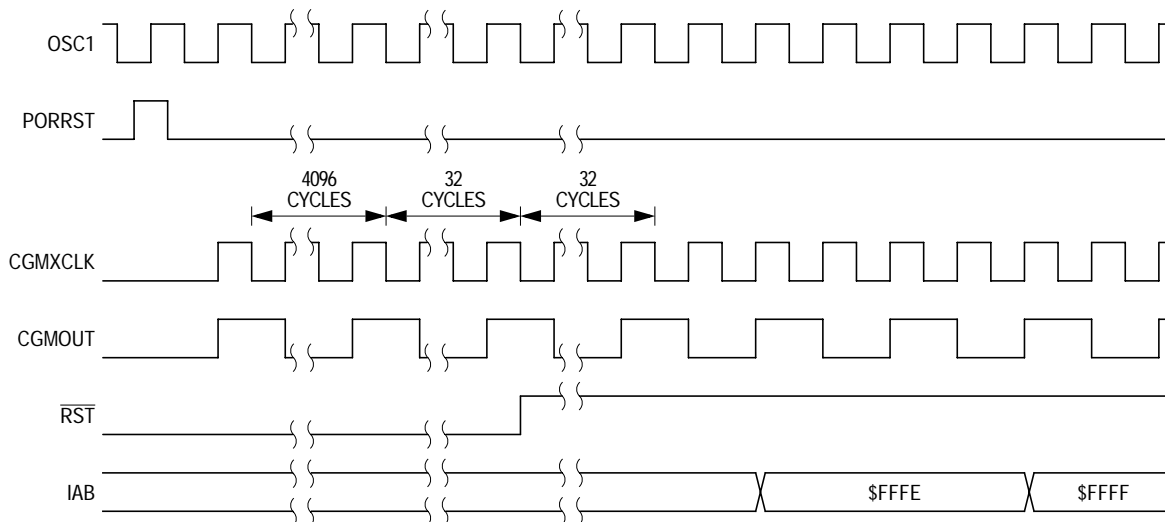 OSC1
PORRST
4096
CYCLES
32
CYCLES
32
CYCLES
CGMXCLK
CGMOUT
RST
IAB
$FFFE
$FFFF